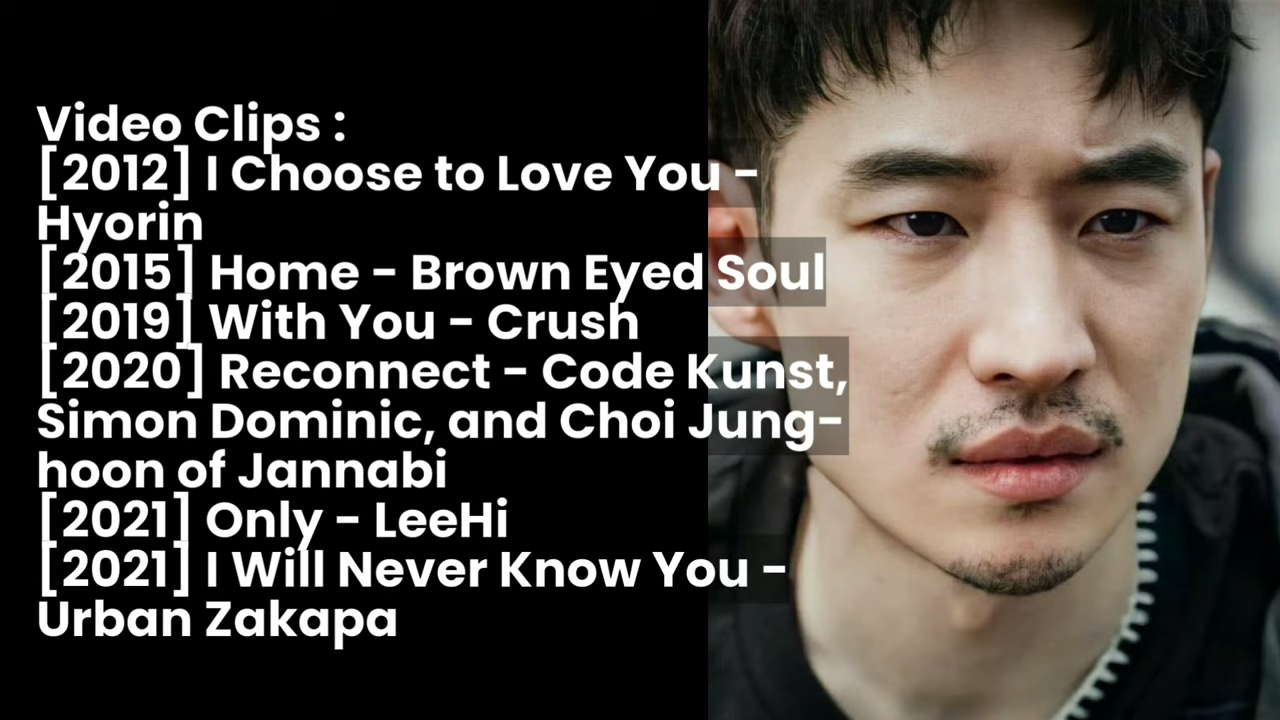 Video Clips :
[2012] I Choose to Love You -
Hyorin
[2015] Home - Brown Eyed Soul
[2019] With You - Crush
[2020] Reconnect - Code Kunst,
Simon Dominic, and Choi Jung-
hoon of Jannabi
[2021] Only - LeeHi
[2021] I Will Never Know You -
Urban Zakapa